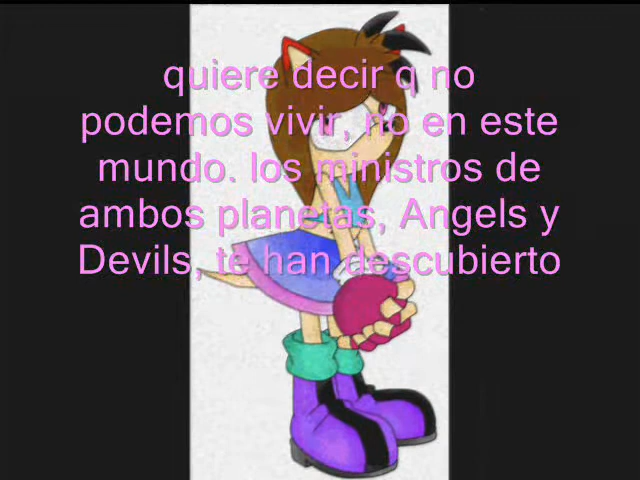 quiere decir q no
podemos vivir, no en este
mundo. los ministros de
ambos planetas, Angels y
Devils, te han descubierto